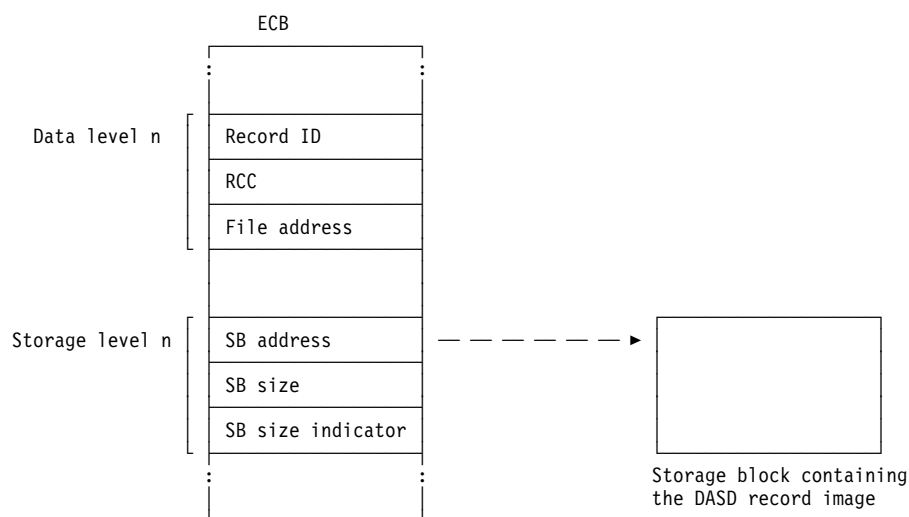 ECB
Data level n
Record ID
RCC
File address
Storage level n
SB address
SB size
SB size indicator
Storage block containing
the DASD record image